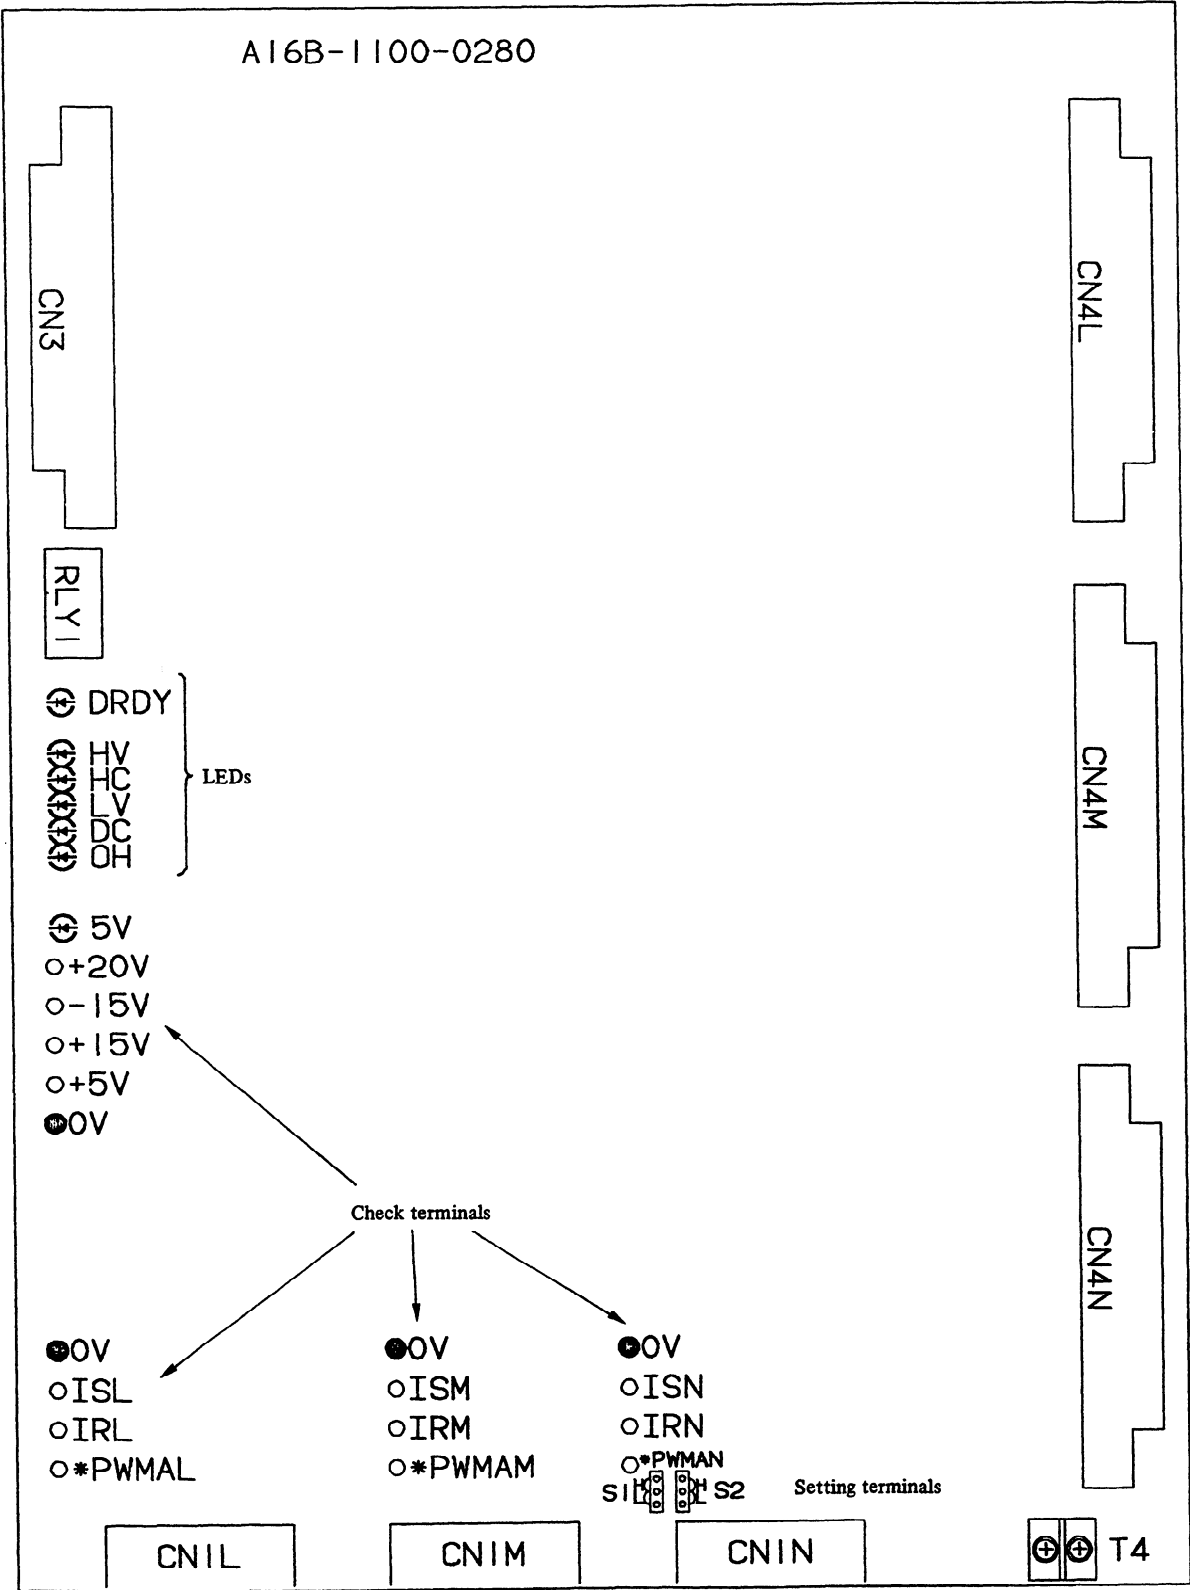 A16B-1100-0280
CN3
CN4L
RLY1
DRDY
HV
HC
LV
DC
OH
LEDs
CN4M
5V
+20V
-15V
+15V
+5V
0V
Check terminals
CN4N
0V
ISL
IRL
*PWMAL
0V
ISM
IRM
*PWMAM
0V
ISN
IRN
*PWMAN
S1 H L
H L S2
Setting terminals
CN1L
CN1M
CN1N
T4